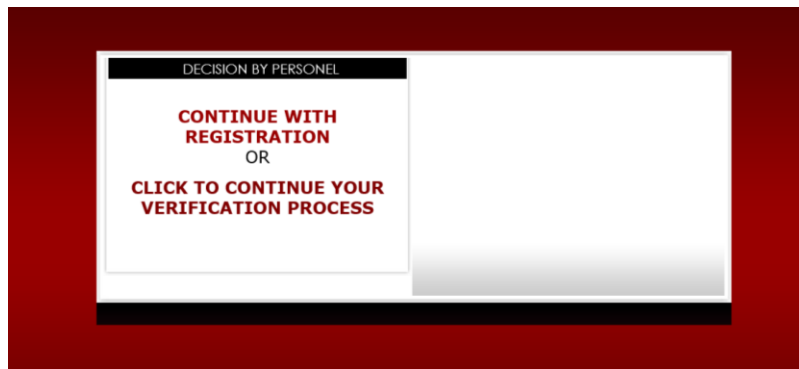 DECISION BY PERSONEL
CONTINUE WITH
REGISTRATION
OR
CLICK TO CONTINUE YOUR
VERIFICATION PROCESS